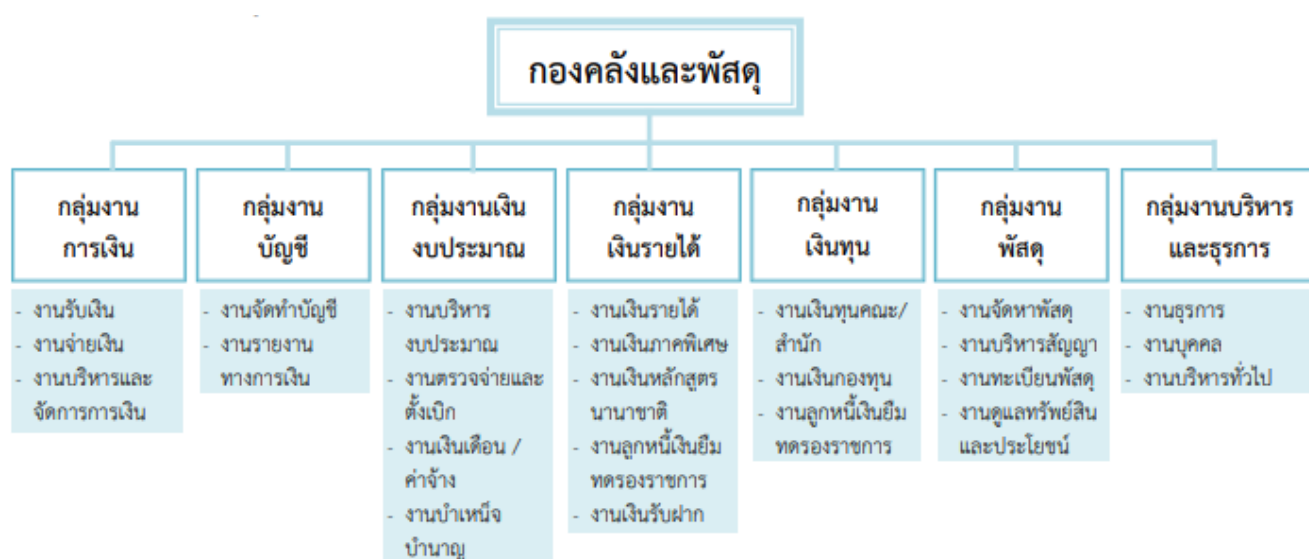 กองคลังและพัสดุ
กลุ่มงาน
การเงิน
- งานรับเงิน
- งานจ่ายเงิน
- งานบริหารและ
จัดการการเงิน
กลุ่มงาน
บัญชี
- งานจัดทำบัญชี
- งานรายงาน
ทางการเงิน
กลุ่มงานเงิน
งบประมาณ
- งานบริหาร
งบประมาณ
- งานตรวจจ่ายและ
ตั้งเบิก
- งานเงินเดือน /
ค่าจ้าง
- งานบำเหน็จ
บำนาญ
กลุ่มงาน
เงินรายได้
- งานเงินรายได้
- งานเงินภาคพิเศษ
- งานเงินหลักสูตร
นานาชาติ
- งานลูกหนี้เงินยืม
ทดรองราชการ
- งานเงินรับฝาก
กลุ่มงาน
เงินทุน
- งานเงินทุนคณะ/
สำนัก
- งานเงินกองทุน
- งานลูกหนี้เงินยืม
ทดรองราชการ
กลุ่มงาน
พัสดุ
- งานจัดหาพัสดุ
- งานบริหารสัญญา
- งานทะเบียนพัสดุ
- งานดูแลทรัพย์สิน
และประโยชน์
กลุ่มงานบริหาร
และธุรการ
- งานธุรการ
- งานบุคคล
- งานบริหารทั่วไป